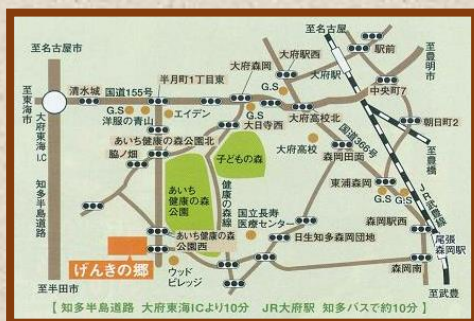 至名古屋
至名古屋市
大府駅西
駅前
至豊明市
大府森岡
大府駅
清水城
国道155号
半月町1丁目東
G.S
中央町7
至東海市
大府東海I.C
G.S
洋服の青山
エイデン
G.S
大日寺西
大府高校北
朝日町2
あいち健康の森公園北
脇ノ畑
子どもの森
大府高校
国道366号
森岡田面
至豊橋
知多半島道路
あいち
健康の森
公園
健康の森線
国立長寿
医療センター
東浦森岡
G.S
G.S
JR武豊線
森岡駅西
あいち健康の森
公園西
日生知多森岡団地
尾張
森岡駅
げんきの郷
ウッド
ビレッジ
森岡南
至半田市
至武豊
【 知多半島道路 大府東海ICより10分 JR大府駅 知多バスで約10分 】